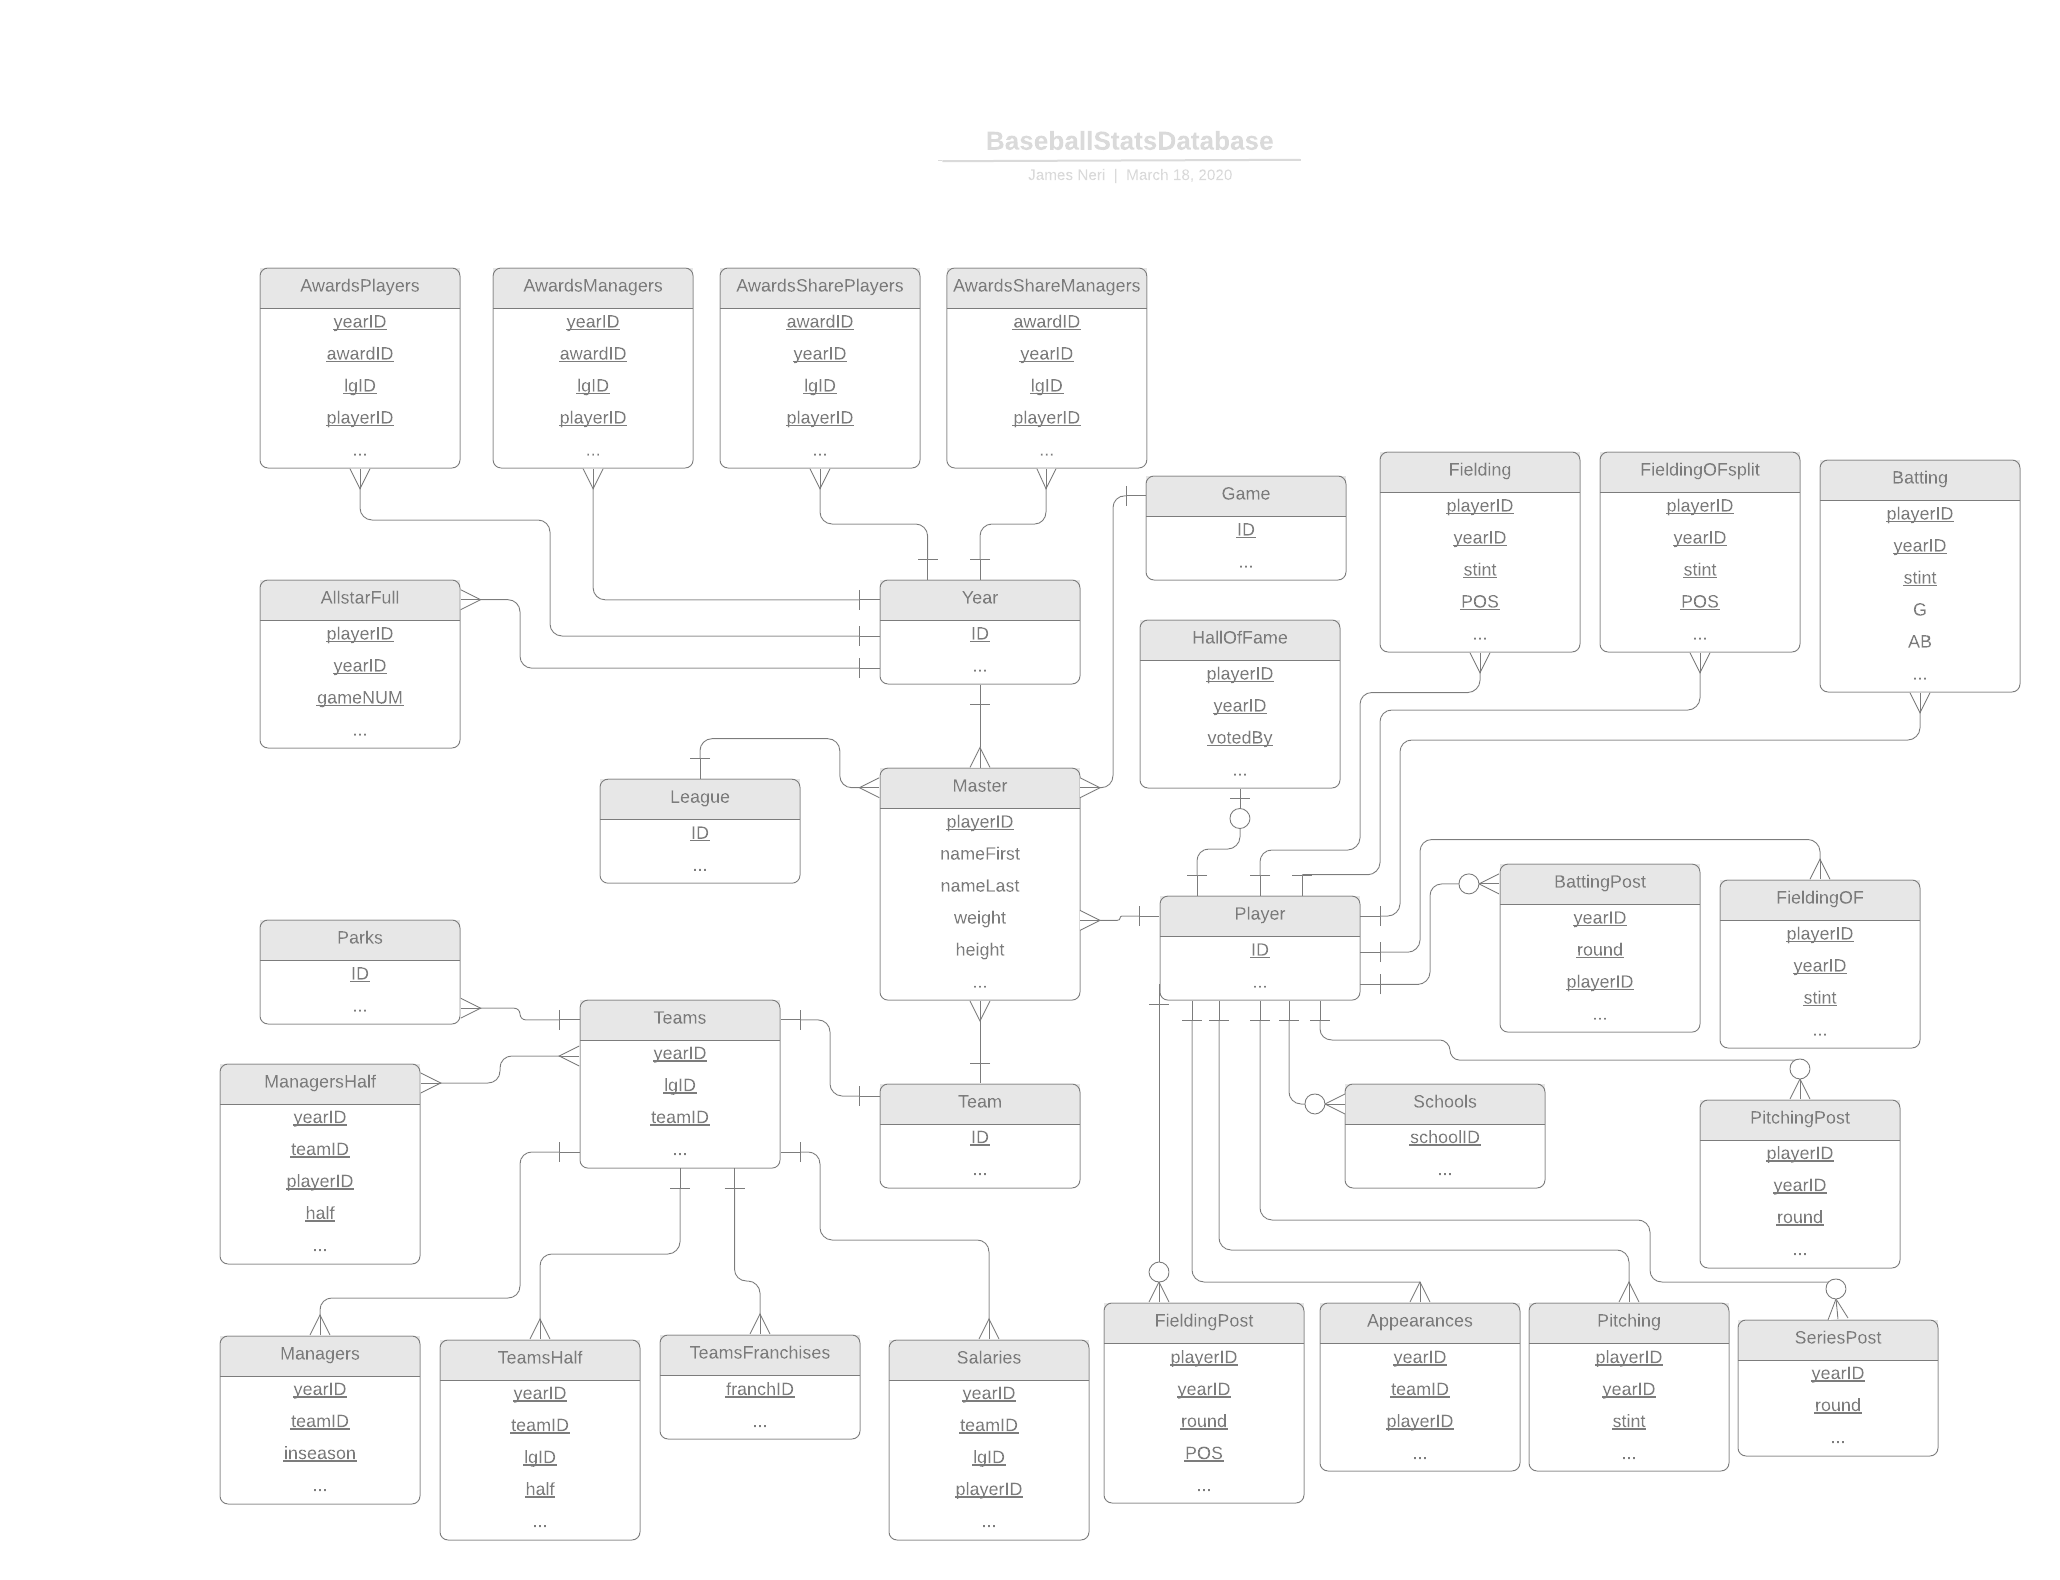 BaseballStatsDatabase
James Neri | March 18, 2020
AwardsPlayers
yearID
awardID
lgID
playerID
...
AwardsManagers
yearID
awardID
lgID
playerID
...
AwardsSharePlayers
awardID
yearID
lgID
playerID
...
AwardsShareManagers
awardID
yearID
lgID
playerID
...
Game
ID
...
Fielding
playerID
yearID
stint
POS
...
FieldingOFsplit
playerID
yearID
stint
POS
...
Batting
playerID
yearID
stint
G
AB
...
AllstarFull
playerID
yearID
gameNUM
...
Year
ID
...
HallOfFame
playerID
yearID
votedBy
...
League
ID
...
Master
playerID
nameFirst
nameLast
weight
height
...
Player
ID
...
BattingPost
yearID
round
playerID
...
FieldingOF
playerID
yearID
stint
...
Parks
ID
...
Teams
yearID
lgID
teamID
...
ManagersHalf
yearID
teamID
playerID
half
...
Team
ID
...
Schools
schoolID
...
PitchingPost
playerID
yearID
round
...
Managers
yearID
teamID
inseason
...
TeamsHalf
yearID
teamID
lgID
half
...
TeamsFranchises
franchID
...
Salaries
yearID
teamID
lgID
playerID
...
FieldingPost
playerID
yearID
round
POS
...
Appearances
yearID
teamID
playerID
...
Pitching
playerID
yearID
stint
...
SeriesPost
yearID
round
...